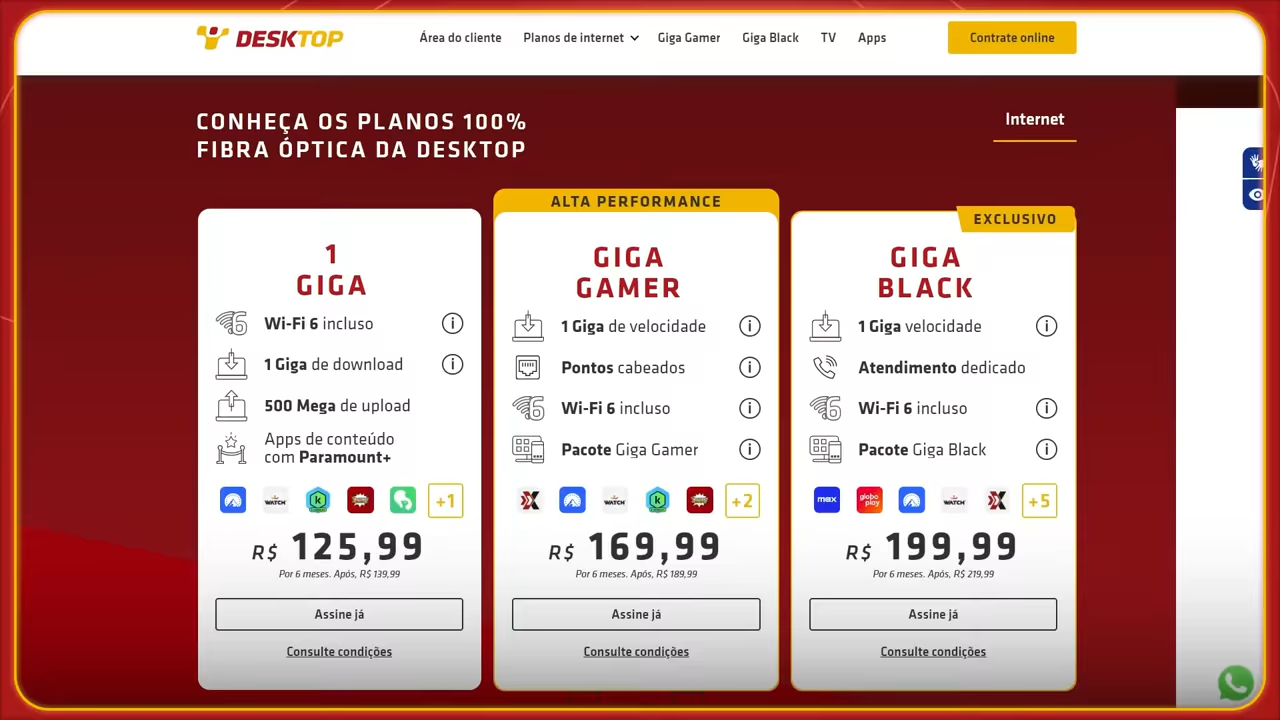 DESKTOP
Área do cliente
Planos de internet
Giga Gamer
Giga Black
TV
Apps
Contrate online
CONHEÇA OS PLANOS 100%
FIBRA ÓPTICA DA DESKTOP
Internet
1
GIGA
Wi-Fi 6 incluso
1 Giga de download
500 Mega de upload
Apps de conteúdo
com Paramount+
WATCH
+1
R$ 125,99
Por 6 meses. Após, R$ 139,99
Assine já
Consulte condições
ALTA PERFORMANCE
GIGA
GAMER
1 Giga de velocidade
Pontos cabeados
Wi-Fi 6 incluso
Pacote Giga Gamer
WATCH
+2
R$ 169,99
Por 6 meses. Após, R$ 189,99
Assine já
Consulte condições
EXCLUSIVO
GIGA
BLACK
1 Giga velocidade
Atendimento dedicado
Wi-Fi 6 incluso
Pacote Giga Black
max
globo
play
WATCH
+5
R$ 199,99
Por 6 meses. Após, R$ 219,99
Assine já
Consulte condições